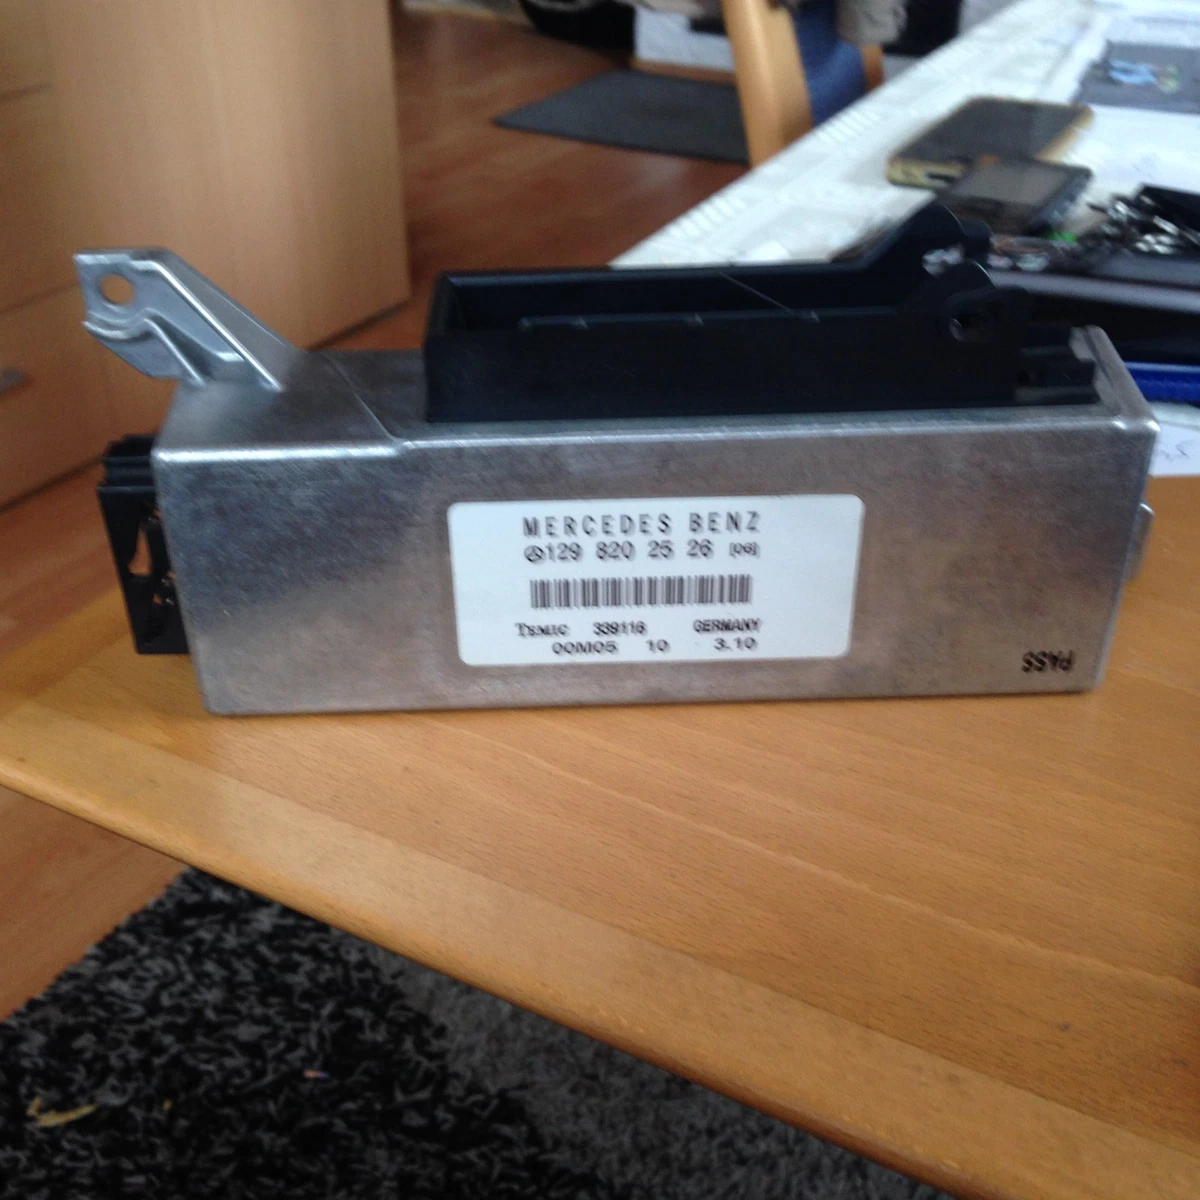 MERCEDES BENZ
129 820 25 26 [06]
TEMIC 339116 GERMANY
00M05 10 3.10
PASS